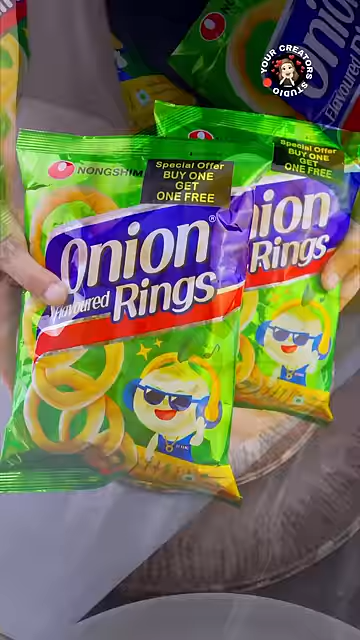 YOUR CREATORS
STUDIO
Onion
Flavoured
NONGSHIM
Special Offer
BUY ONE
GET
ONE FREE
Onion
Flavoured Rings
Special Offer
BUY ONE
GET
ONE FREE
nion
Rings